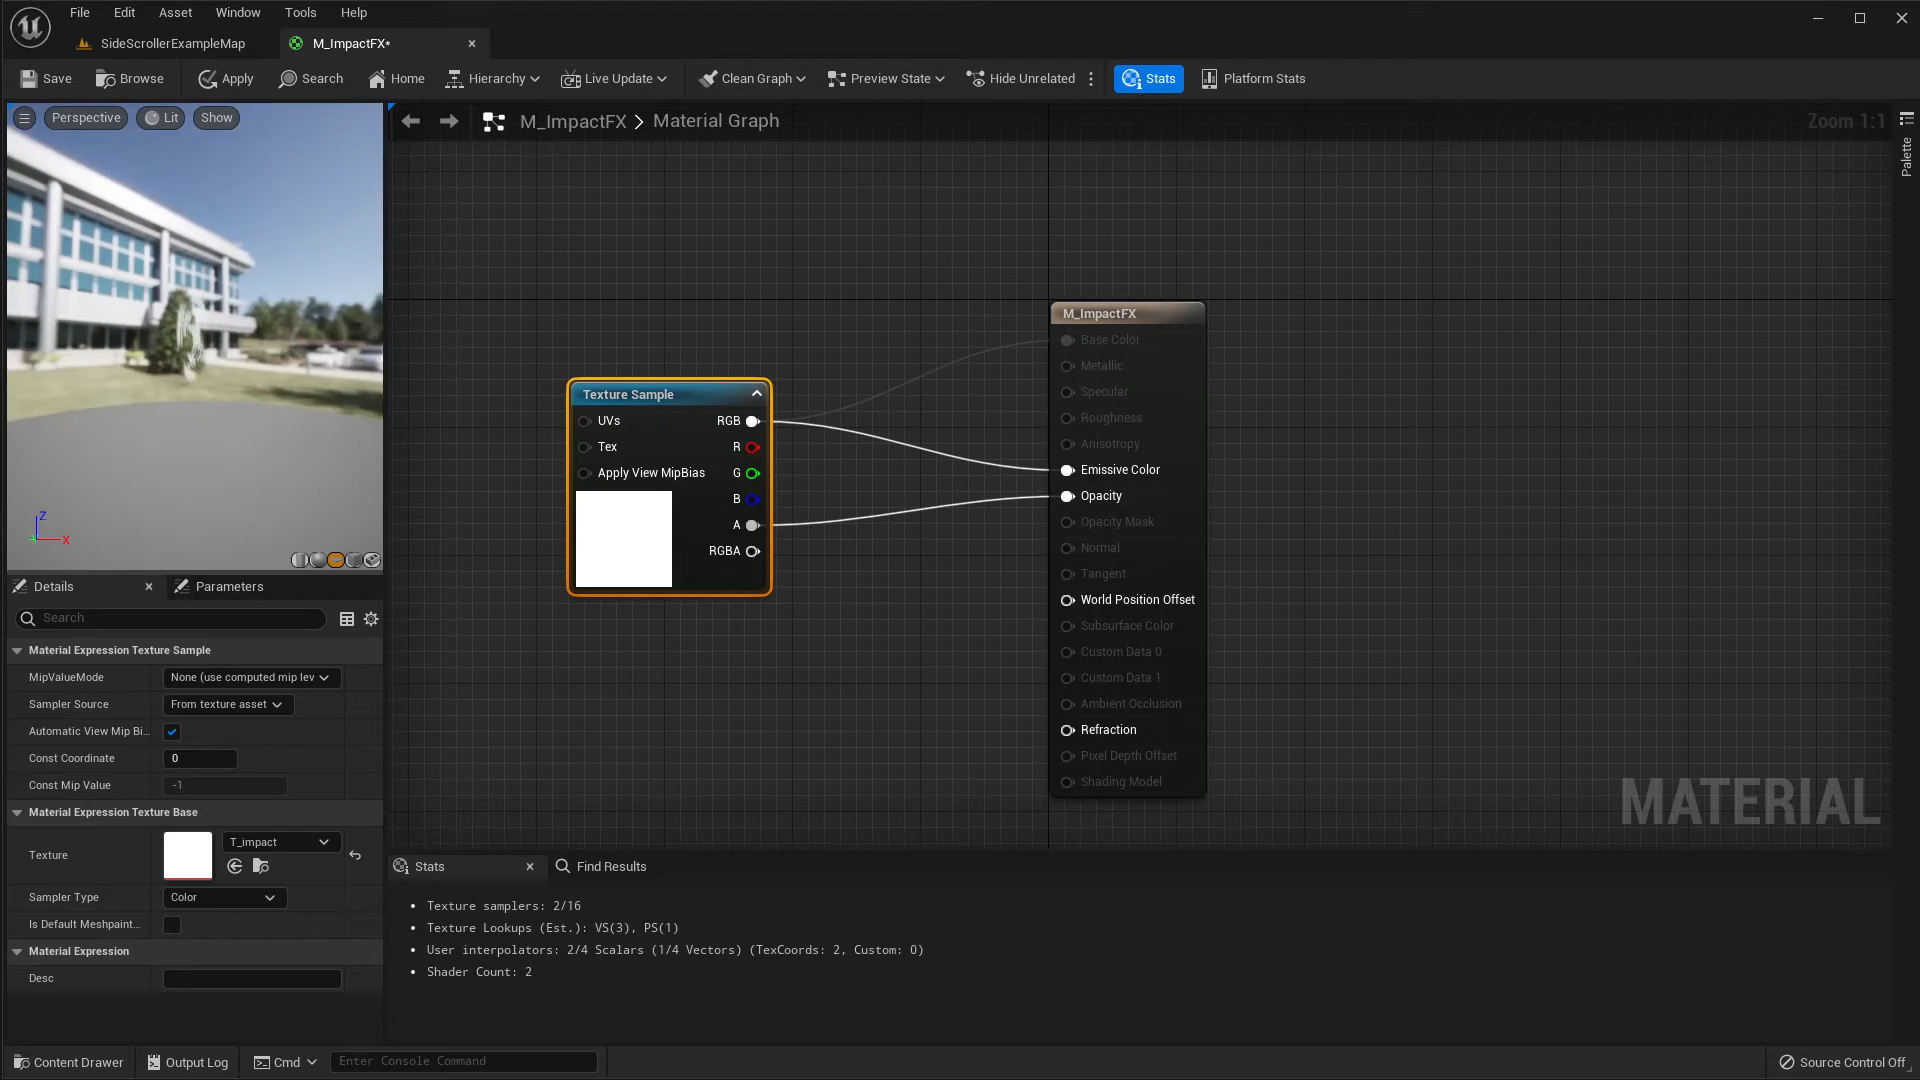 File Edit Asset Window Tools Help
SideScrollerExampleMap
M_ImpactFX*
Save
Browse
Apply
Search
Home
Hierarchy
Live Update
Clean Graph
Preview State
Hide Unrelated
Stats
Platform Stats
Perspective
Lit
Show
M_ImpactFX > Material Graph
Zoom 1:1
Palette
Z
X
Texture Sample
UVs RGB
Tex R
Apply View MipBias G
B
A
RGBA
M_ImpactFX
Base Color
Metallic
Specular
Roughness
Anisotropy
Emissive Color
Opacity
Opacity Mask
Normal
Tangent
World Position Offset
Subsurface Color
Custom Data 0
Custom Data 1
Ambient Occlusion
Refraction
Pixel Depth Offset
Shading Model
MATERIAL
Details
Parameters
Search
Material Expression Texture Sample
MipValueMode None (use computed mip lev
Sampler Source From texture asset
Automatic View Mip Bi...
Const Coordinate 0
Const Mip Value -1
Material Expression Texture Base
Texture T_impact
Sampler Type Color
Is Default Meshpaint...
Material Expression
Desc
Stats
Find Results
• Texture samplers: 2/16
• Texture Lookups (Est.): VS(3), PS(1)
• User interpolators: 2/4 Scalars (1/4 Vectors) (TexCoords: 2, Custom: 0)
• Shader Count: 2
Content Drawer
Output Log
Cmd
Enter Console Command
Source Control Off